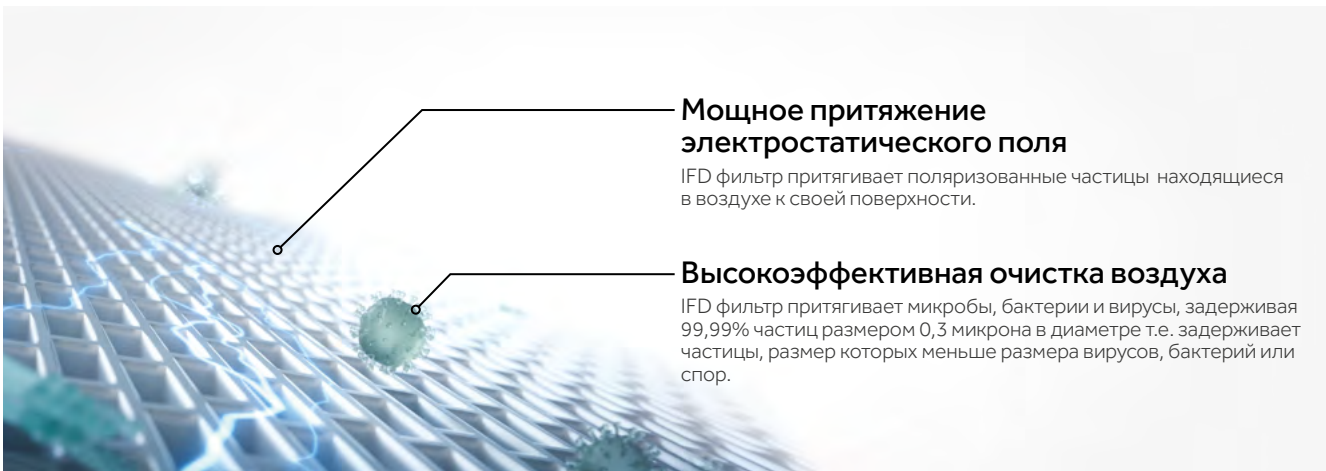 Мощное притяжение
электростатического поля
IFD фильтр притягивает поляризованные частицы находящиеся
в воздухе к своей поверхности.
Высокоэффективная очистка воздуха
IFD фильтр притягивает микробы, бактерии и вирусы, задерживая
99,99% частиц размером 0,3 микрона в диаметре т.е. задерживает
частицы, размер которых меньше размера вирусов, бактерий или
спор.